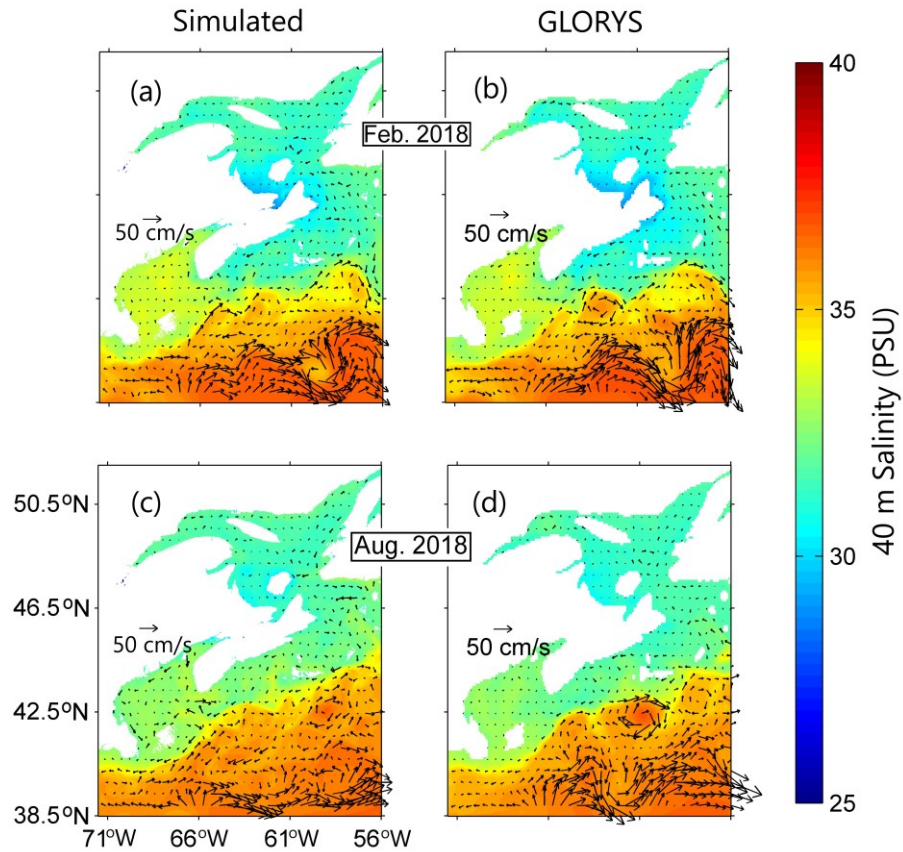 Simulated
GLORYS
(a)
(b)
Feb. 2018
50 cm/s
50 cm/s
40
35
30
25
40 m Salinity (PSU)
(c)
(d)
Aug. 2018
50 cm/s
50 cm/s
50.5°N
46.5°N
42.5°N
38.5°N
71°W 66°W 61°W 56°W